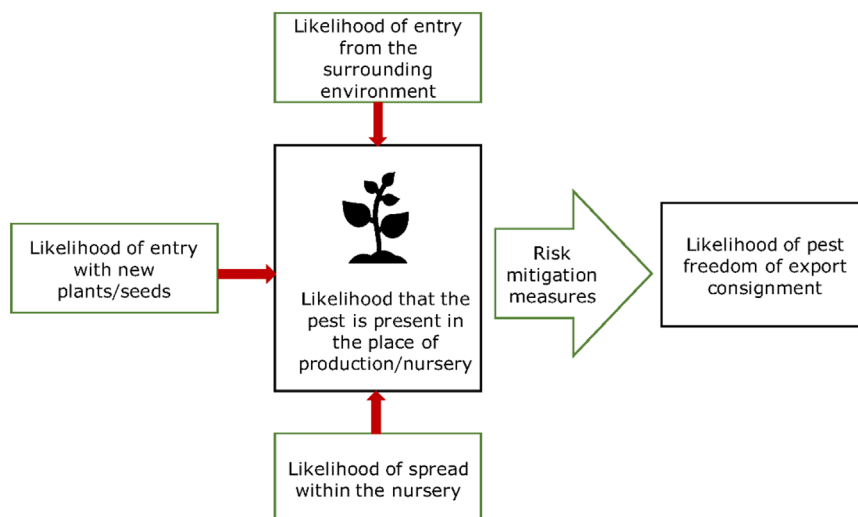 Likelihood of entry
from the
surrounding
environment
Likelihood of entry
with new
plants/seeds
Likelihood that the
pest is present in
the place of
production/nursery
Risk
mitigation
measures
Likelihood of pest
freedom of export
consignment
Likelihood of spread
within the nursery